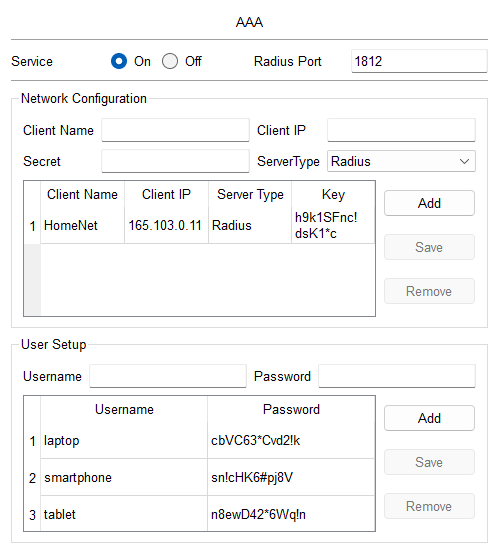 AAA
Service On Off Radius Port 1812
Network Configuration
Client Name Client IP
Secret ServerType Radius
Client Name Client IP Server Type Key
1 HomeNet 165.103.0.11 Radius h9k1SFnc!
dsK1*c
Add
Save
Remove
User Setup
Username Password
Username Password
1 laptop cbVC63*Cvd2!k
2 smartphone sn!cHK6#pj8V
3 tablet n8ewD42*6Wq!n
Add
Save
Remove